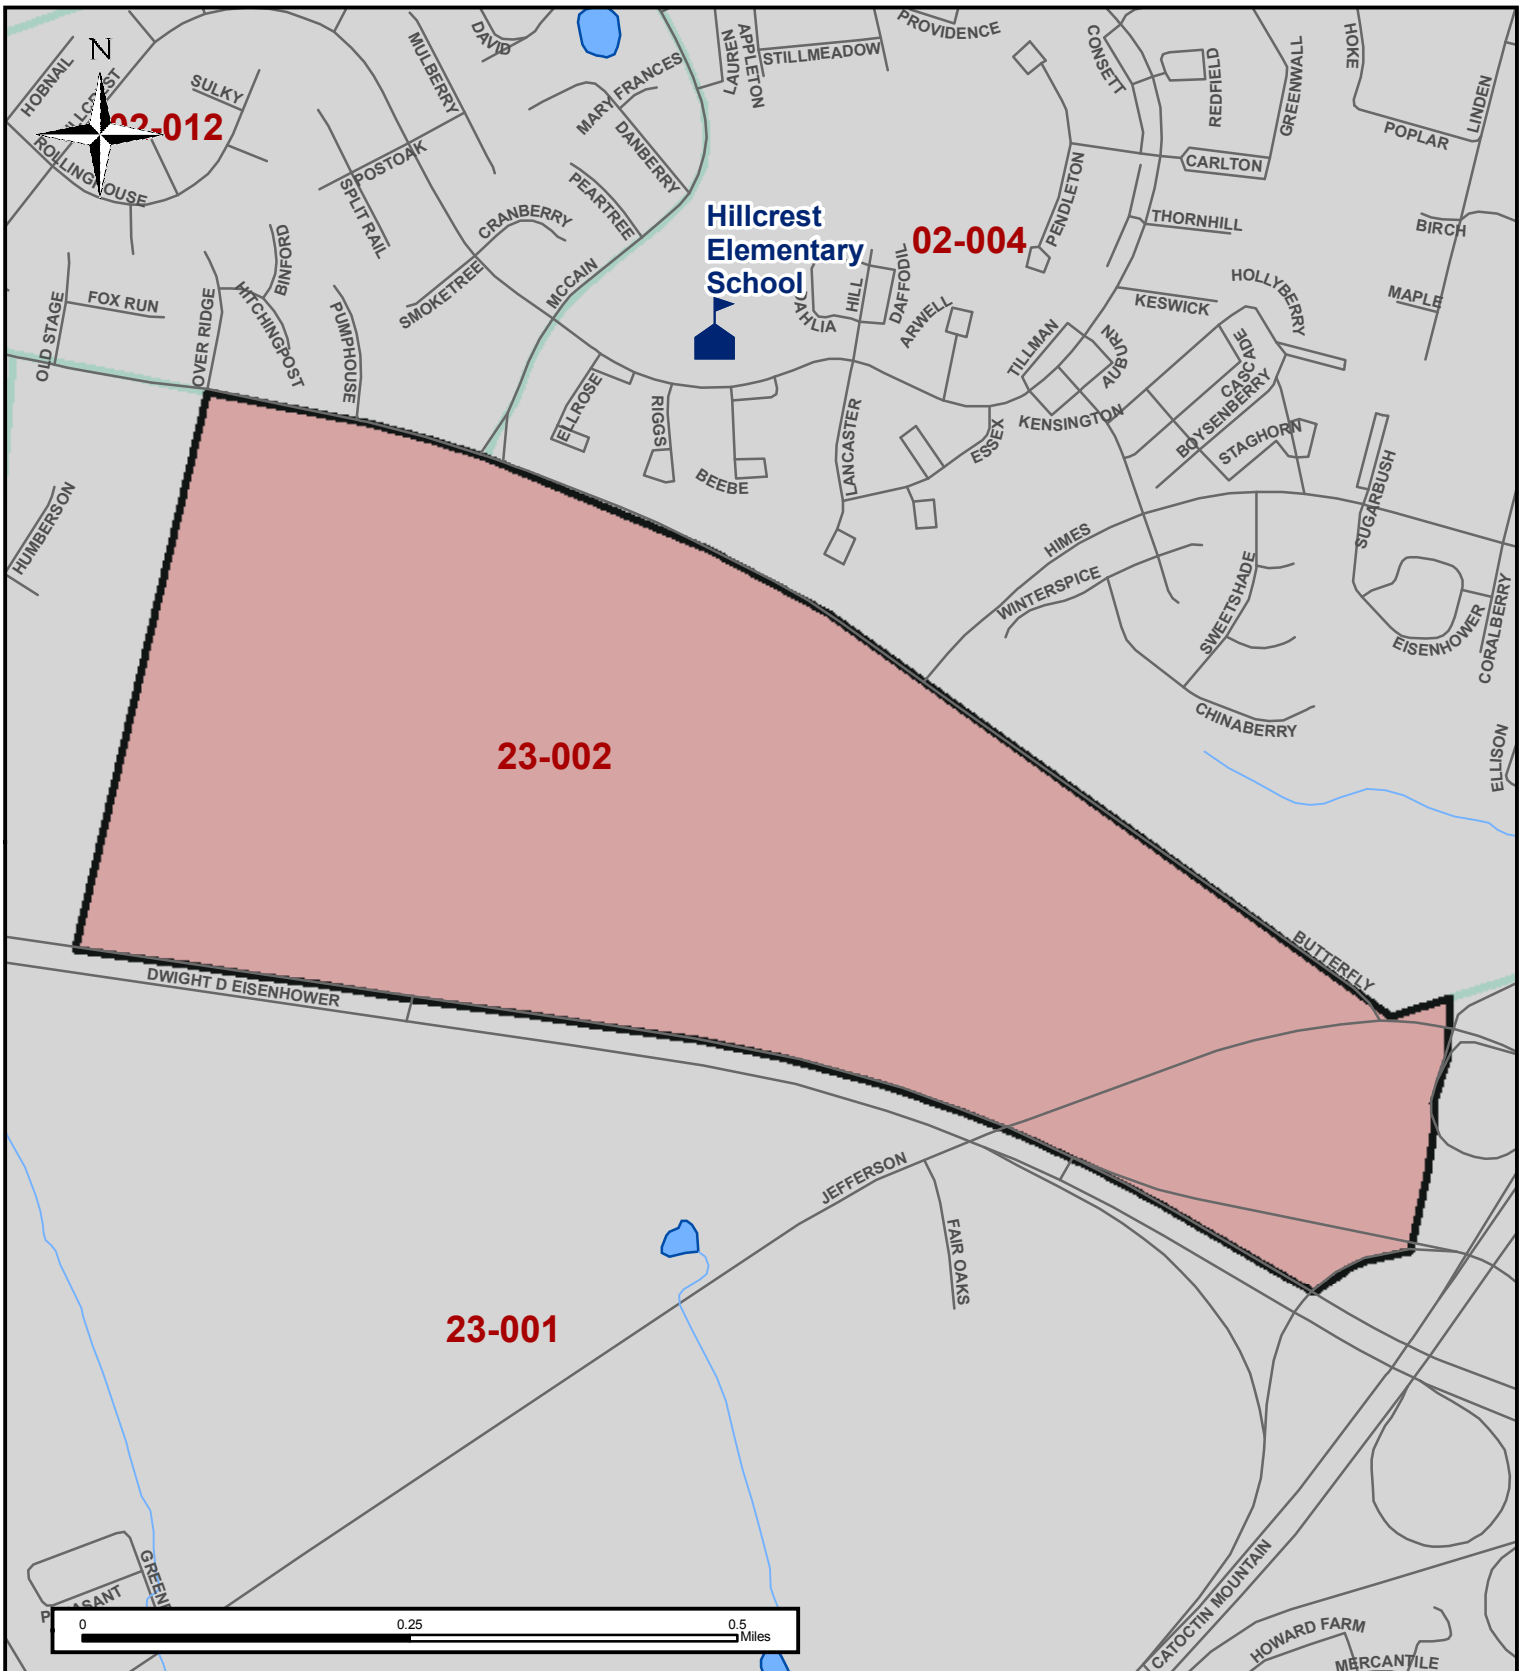 N
HOBNAIL
SULKY
02-012
ROLLINGHOUSE
MULBERRY
DAVID
MARY FRANCES
DANBERRY
POSTOAK
SPLIT RAIL
PEARTREE
CRANBERRY
SMOKETREE
MCCAIN
LAUREN
APPLETON
STILLMEADOW
PROVIDENCE
CONSETT
REDFIELD
GREENWALL
HOKE
LINDEN
POPLAR
CARLTON
PENDLETON
THORNHILL
BIRCH
Hillcrest
Elementary
School
02-004
DAHLIA
HILL
DAFFODIL
ARWELL
TILLMAN
AUBURN
KESWICK
HOLLYBERRY
MAPLE
CASCADE
BOYSENBERRY
STAGHORN
KENSINGTON
OLD STAGE
FOX RUN
OVER RIDGE
HITCHINGPOST
BINFORD
PUMPHOUSE
ELLROSE
RIGGS
BEEBE
LANCASTER
ESSEX
SUGARBUSH
HUMBERSON
HIMES
WINTERSPICE
SWEETSHADE
EISENHOWER
CORALBERRY
CHINABERRY
ELLISON
23-002
BUTTERFLY
DWIGHT D EISENHOWER
JEFFERSON
FAIR OAKS
23-001
CATOCTIN MOUNTAIN
HOWARD FARM
MERCANTILE
0
0.25
0.5
Miles